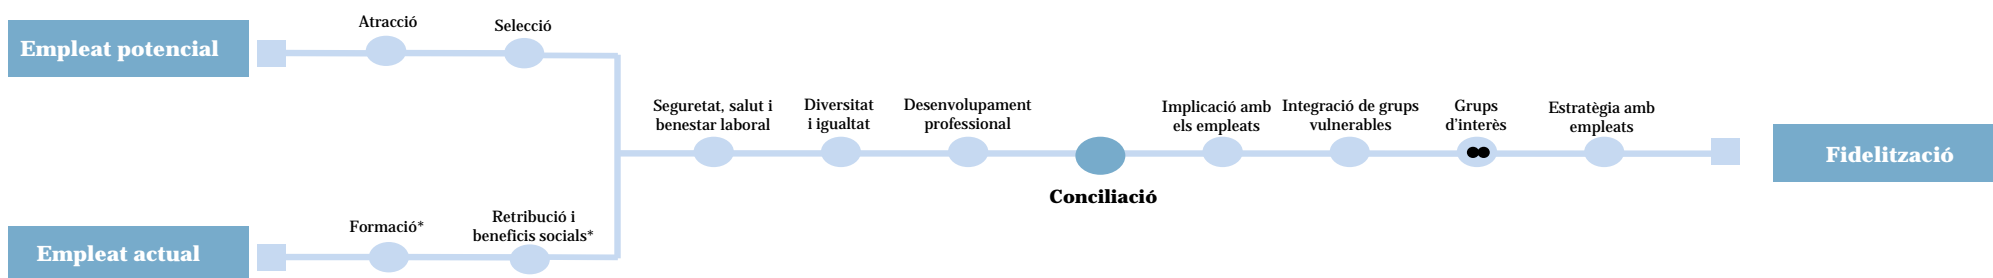 Empleat potencial
Atracció
Selecció
Seguretat, salut i
benestar laboral
Diversitat
i igualtat
Desenvolupament
professional
Conciliació
Implicació amb
els empleats
Integració de grups
vulnerables
Grups
d'interès
Estratègia amb
empleats
Fidelització
Empleat actual
Formació*
Retribució i
beneficis socials*